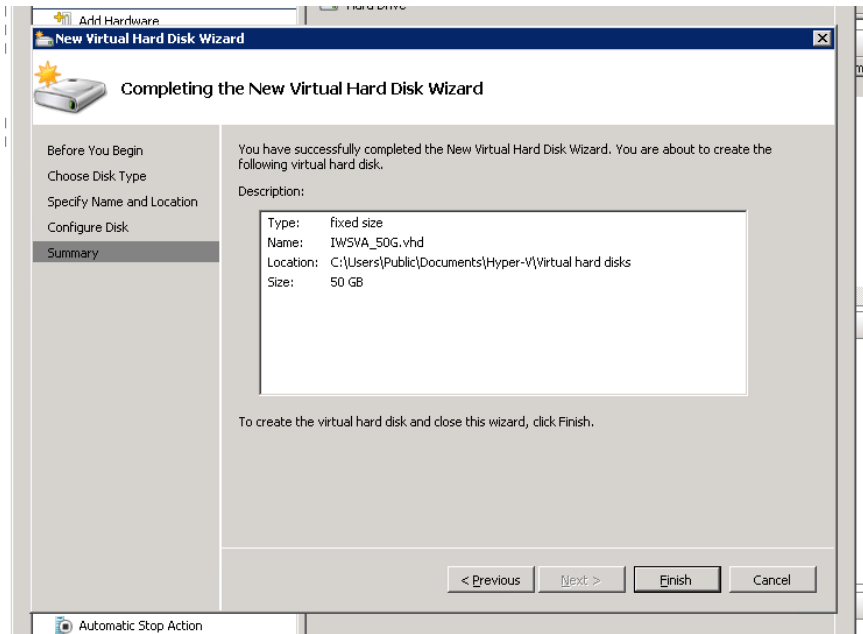 Add Hardware
Hard Drive
New Virtual Hard Disk Wizard
Completing the New Virtual Hard Disk Wizard
Before You Begin
Choose Disk Type
Specify Name and Location
Configure Disk
Summary
You have successfully completed the New Virtual Hard Disk Wizard. You are about to create the
following virtual hard disk.
Description:
Type: fixed size
Name: IWSVA_50G.vhd
Location: C:\Users\Public\Documents\Hyper-V\Virtual hard disks
Size: 50 GB
To create the virtual hard disk and close this wizard, click Finish.
< Previous Next > Finish Cancel
Automatic Stop Action